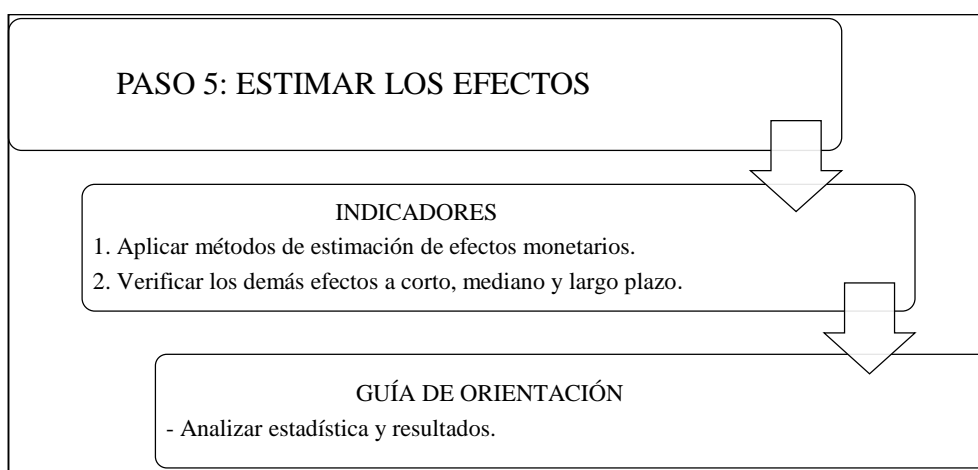 PASO 5: ESTIMAR LOS EFECTOS
INDICADORES
1. Aplicar métodos de estimación de efectos monetarios.
2. Verificar los demás efectos a corto, mediano y largo plazo.
GUÍA DE ORIENTACIÓN
- Analizar estadística y resultados.